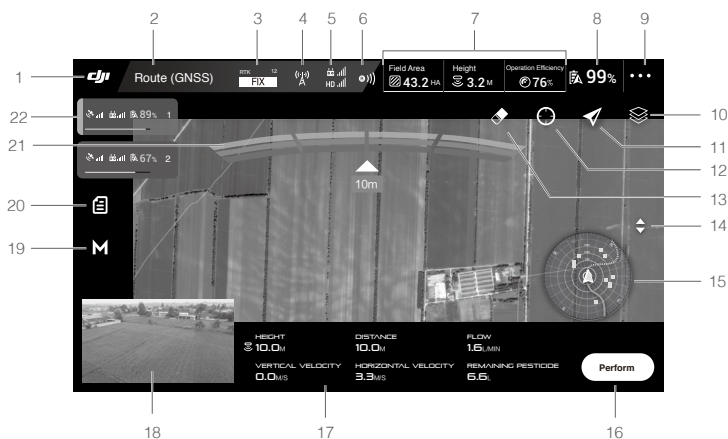 2 3 4 5 6 7 8 9
1 dji Route (GNSS) RTK 12 FIX A HD Field Area 43.2 HA Height 3.2 M Operation Efficiency 76% 99% •••
22 89% 1 10
21 67% 2 11
10m 12
13
20 14
19 M 15
HEIGHT DISTANCE FLOW
10.0M 10.0M 1.6L/MIN
VERTICAL VELOCITY HORIZONTAL VELOCITY REMAINING PESTICIDE
0.0M/S 3.3M/S 6.6L
Perform
18 17 16